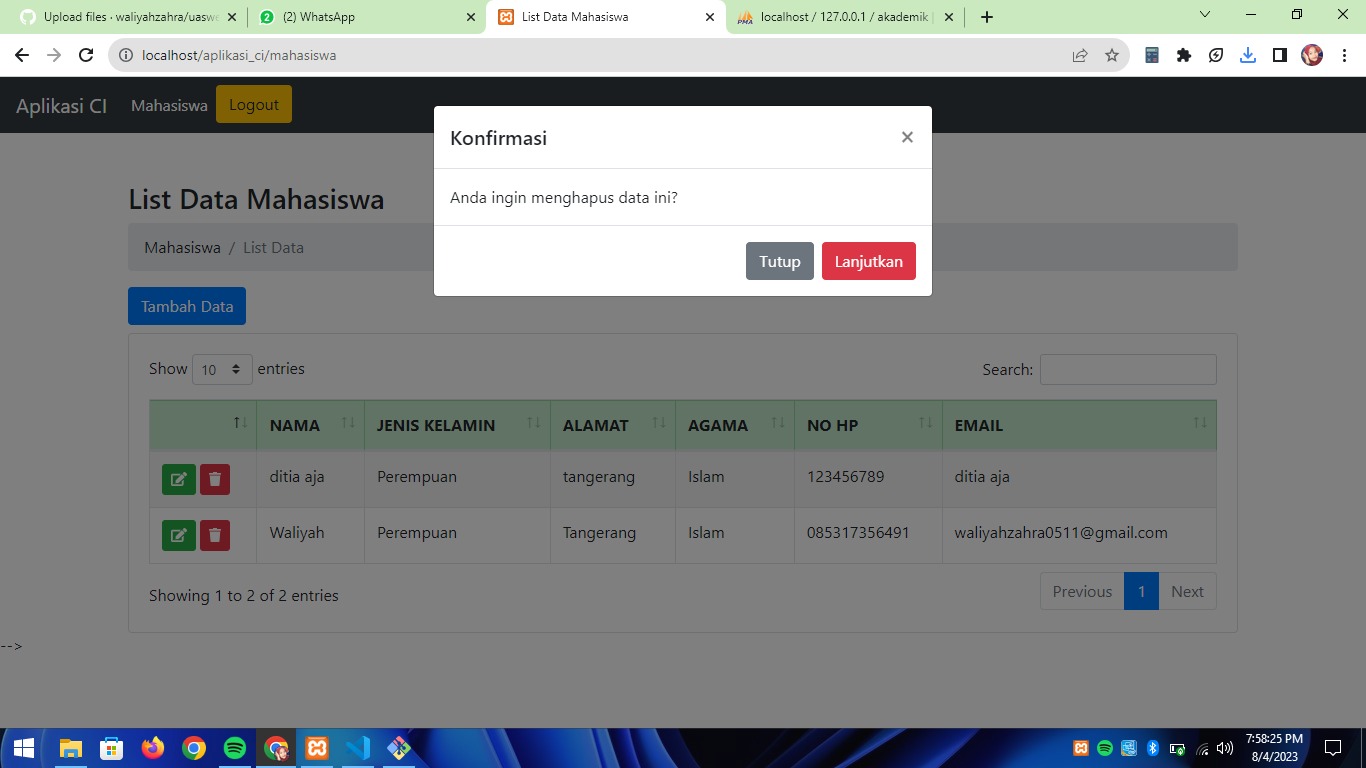 Upload files · waliyahzahra/uaswe
(2) WhatsApp
List Data Mahasiswa
localhost / 127.0.0.1 / akademik |
localhost/aplikasi_ci/mahasiswa
Aplikasi CI Mahasiswa Logout
Konfirmasi ×
Anda ingin menghapus data ini?
Tutup Lanjutkan
List Data Mahasiswa
Mahasiswa / List Data
Tambah Data
Show 10 entries Search:
NAMA JENIS KELAMIN ALAMAT AGAMA NO HP EMAIL
ditia aja Perempuan tangerang Islam 123456789 ditia aja
Waliyah Perempuan Tangerang Islam 085317356491 waliyahzahra0511@gmail.com
Showing 1 to 2 of 2 entries Previous 1 Next
-->
7:58:25 PM
8/4/2023